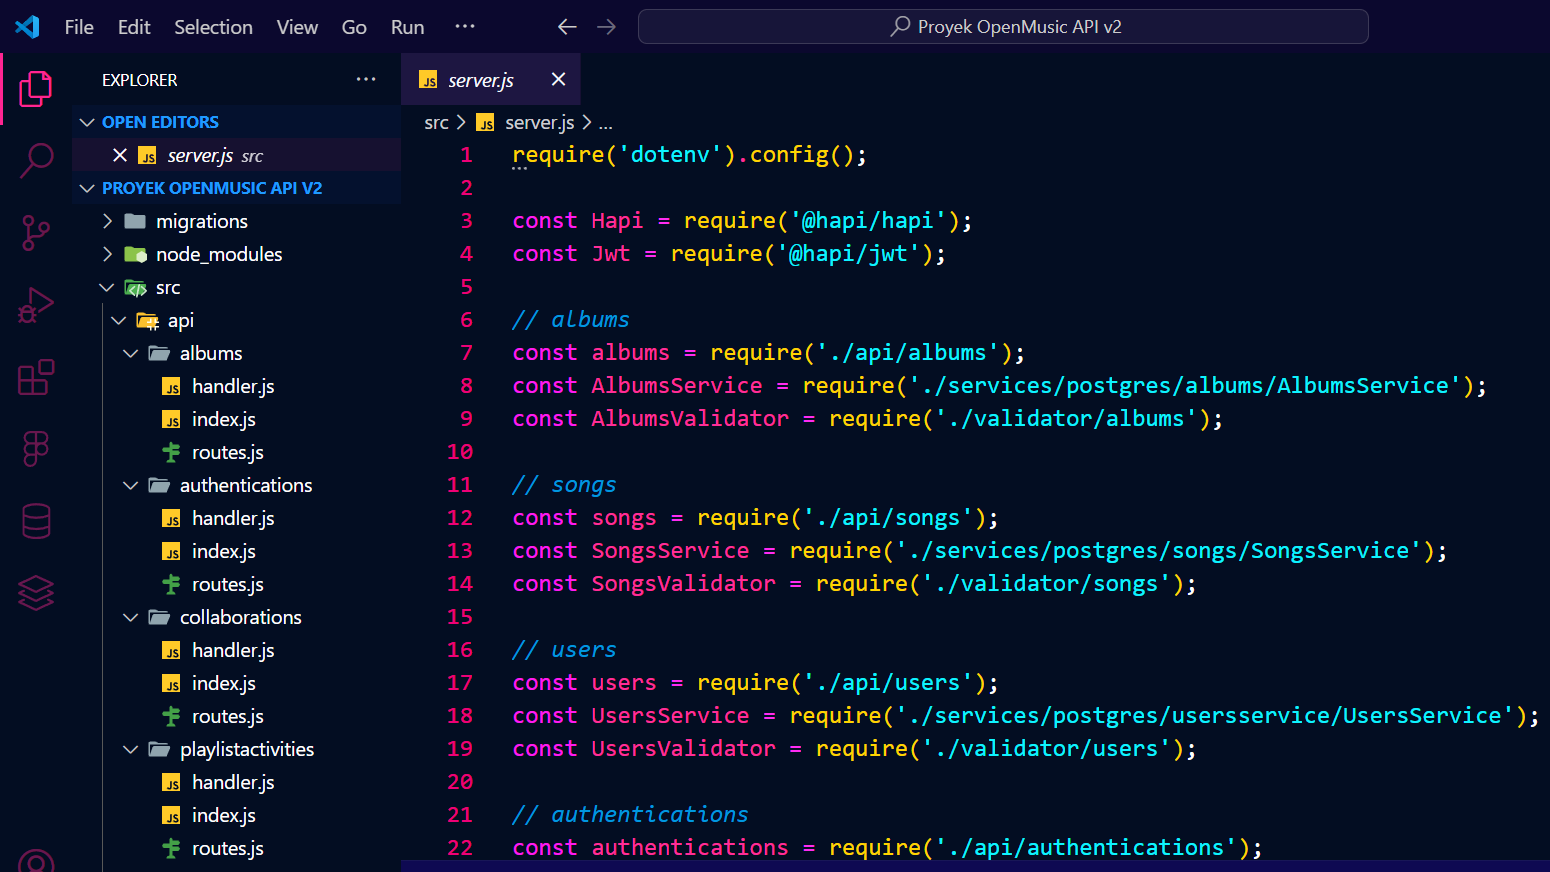 File Edit Selection View Go Run ···
Proyek OpenMusic API v2
EXPLORER ···
OPEN EDITORS
server.js src
PROYEK OPENMUSIC API V2
migrations
node_modules
src
api
albums
handler.js
index.js
routes.js
authentications
handler.js
index.js
routes.js
collaborations
handler.js
index.js
routes.js
playlistactivities
handler.js
index.js
routes.js
JS server.js
src > JS server.js > ...
1 require('dotenv').config();
2
3 const Hapi = require('@hapi/hapi');
4 const Jwt = require('@hapi/jwt');
5
6 // albums
7 const albums = require('./api/albums');
8 const AlbumsService = require('./services/postgres/albums/AlbumsService');
9 const AlbumsValidator = require('./validator/albums');
10
11 // songs
12 const songs = require('./api/songs');
13 const SongsService = require('./services/postgres/songs/SongsService');
14 const SongsValidator = require('./validator/songs');
15
16 // users
17 const users = require('./api/users');
18 const UsersService = require('./services/postgres/usersservice/UsersService');
19 const UsersValidator = require('./validator/users');
20
21 // authentications
22 const authentications = require('./api/authentications');